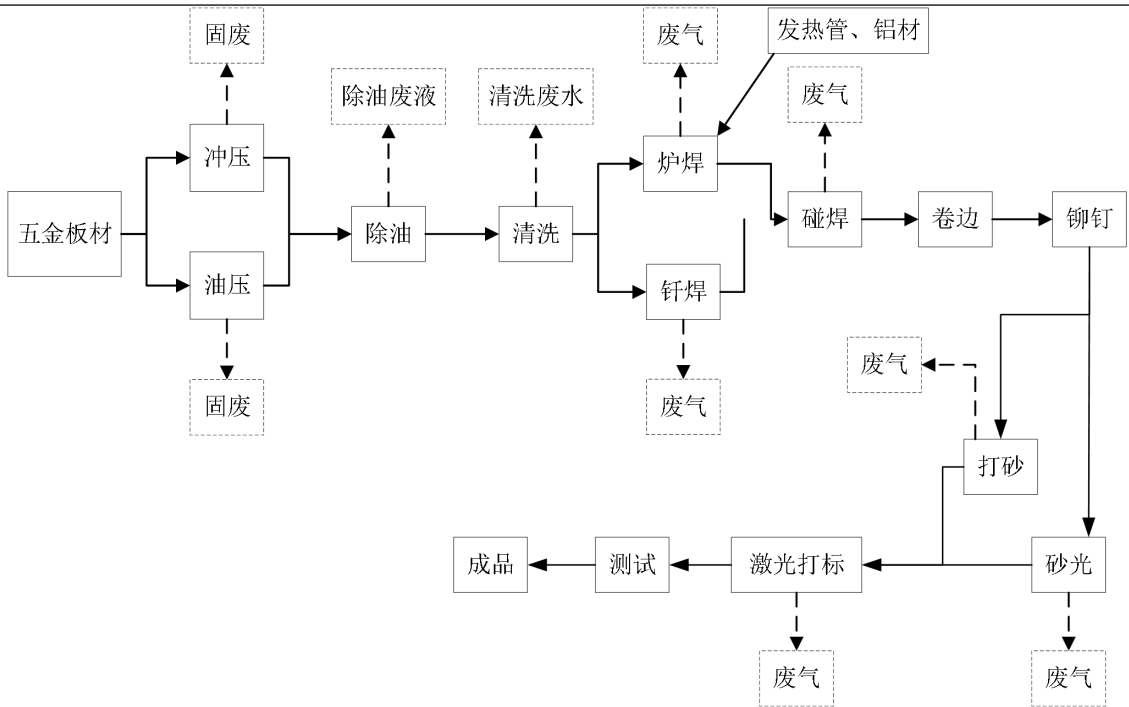 固废
废气
发热管、铝材
除油废液
清洗废水
废气
冲压
炉焊
五金板材
除油
清洗
碰焊
卷边
铆钉
油压
钎焊
固废
废气
废气
打砂
成品
测试
激光打标
砂光
废气
废气